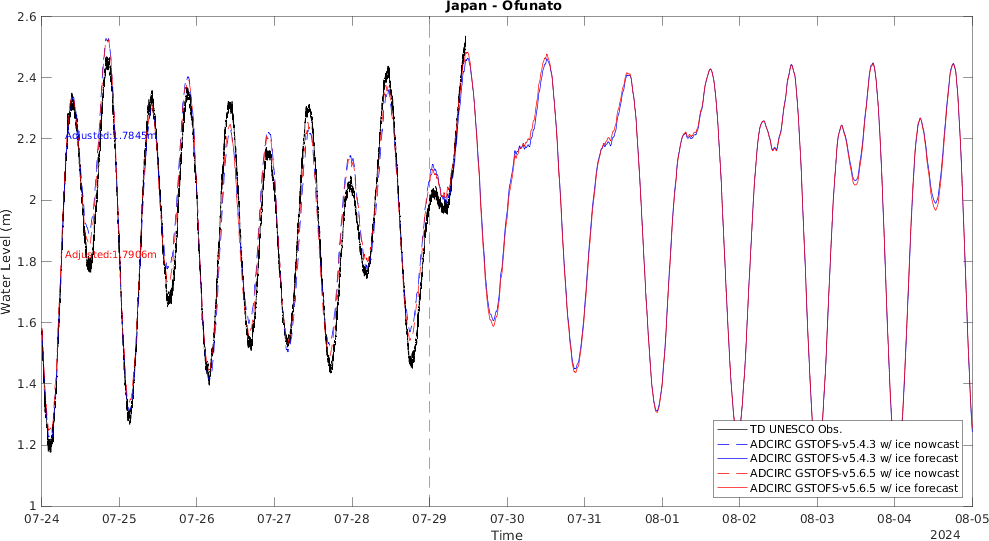 Japan - Ofunato
2.6
2.4
2.2
2
1.8
1.6
1.4
1.2
1
Water Level (m)
Adjusted:1.7845m
Adjusted:1.7906m
TD UNESCO Obs.
ADCIRC GSTOFS-v5.4.3 w/ ice nowcast
ADCIRC GSTOFS-v5.4.3 w/ ice forecast
ADCIRC GSTOFS-v5.6.5 w/ ice nowcast
ADCIRC GSTOFS-v5.6.5 w/ ice forecast
07-24 07-25 07-26 07-27 07-28 07-29 07-30 07-31 08-01 08-02 08-03 08-04 08-05
Time
2024